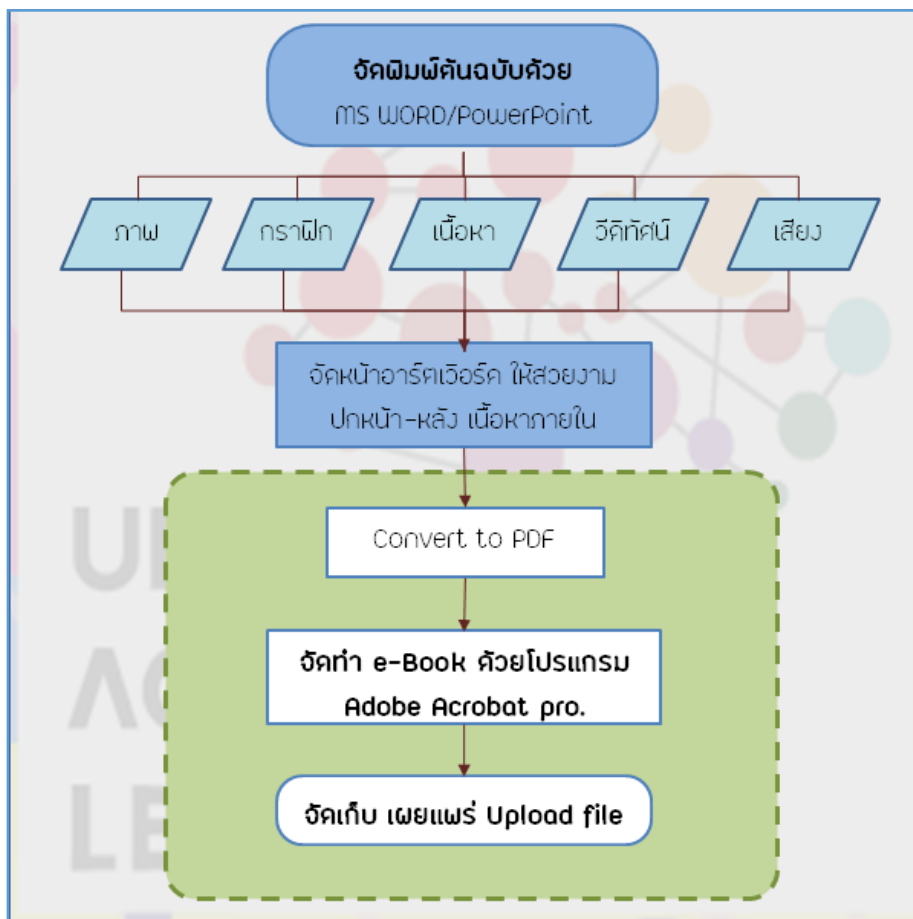 จัดพิมพ์ต้นฉบับด้วย
MS WORD/PowerPoint
ภาพ
กราฟิก
เนื้อหา
วีดิทัศน์
เสียง
จัดหน้าอาร์ตเวิอร์ค ให้สวยงาม
ปกหน้า-หลัง เนื้อหาภายใน
Convert to PDF
จัดทำ e-Book ด้วยโปรแกรม
Adobe Acrobat pro.
จัดเก็บ เผยแพร่ Upload file